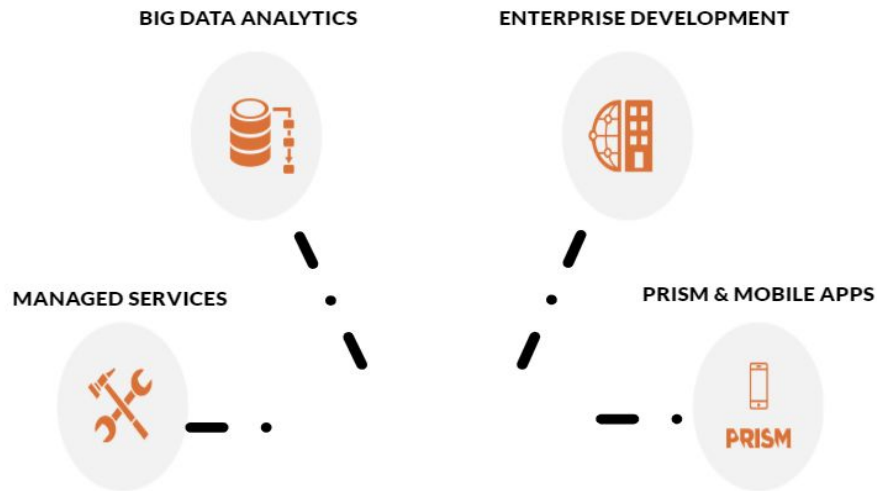 BIG DATA ANALYTICS
ENTERPRISE DEVELOPMENT
MANAGED SERVICES
PRISM & MOBILE APPS
PRISM